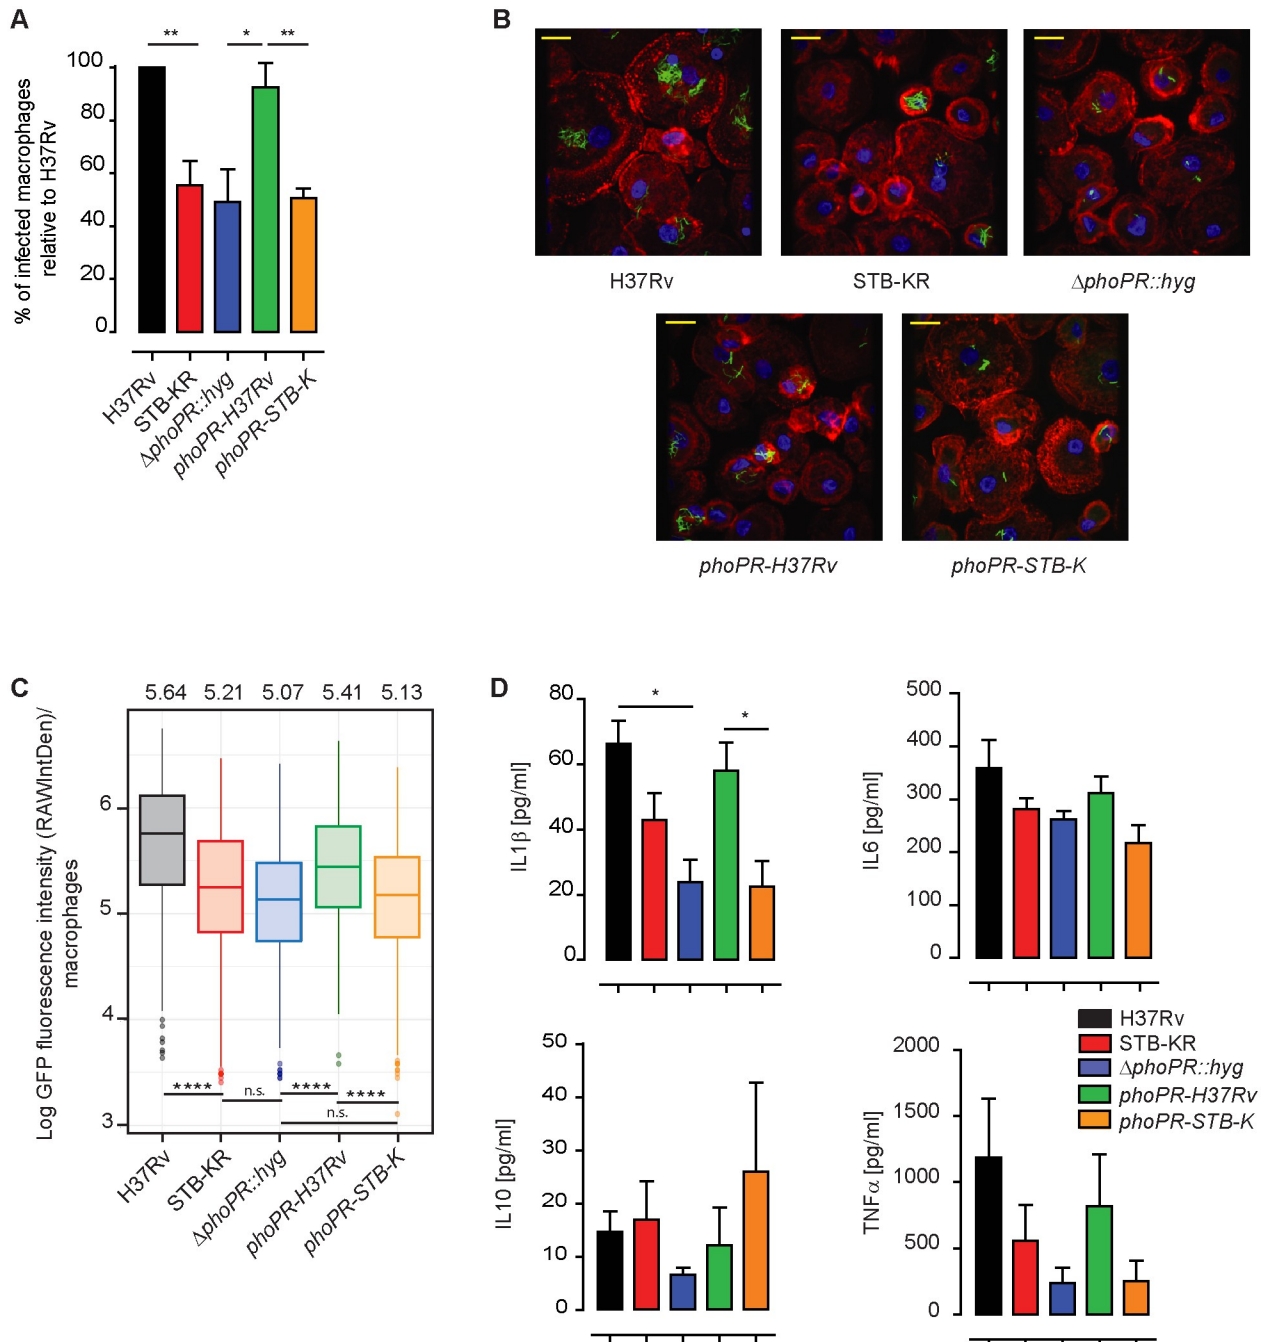 A
** * **
100
80
60
40
20
0
% of infected macrophages
relative to H37Rv
H37Rv
STB-KR
ΔphoPR::hyg
phoPR-H37Rv
phoPR-STB-K
B
H37Rv STB-KR ΔphoPR::hyg
phoPR-H37Rv phoPR-STB-K
C
5.64 5.21 5.07 5.41 5.13
6
5
4
3
Log GFP fluorescence intensity (RAWIntDen)/
macrophages
**** n.s. **** ****
n.s.
H37Rv
STB-KR
ΔphoPR::hyg
phoPR-H37Rv
phoPR-STB-K
D
80
60
40
20
0
IL1β [pg/ml]
*
*
500
400
300
200
100
0
IL6 [pg/ml]
50
40
30
20
10
0
IL10 [pg/ml]
2000
1500
1000
500
0
TNFα [pg/ml]
H37Rv
STB-KR
ΔphoPR::hyg
phoPR-H37Rv
phoPR-STB-K